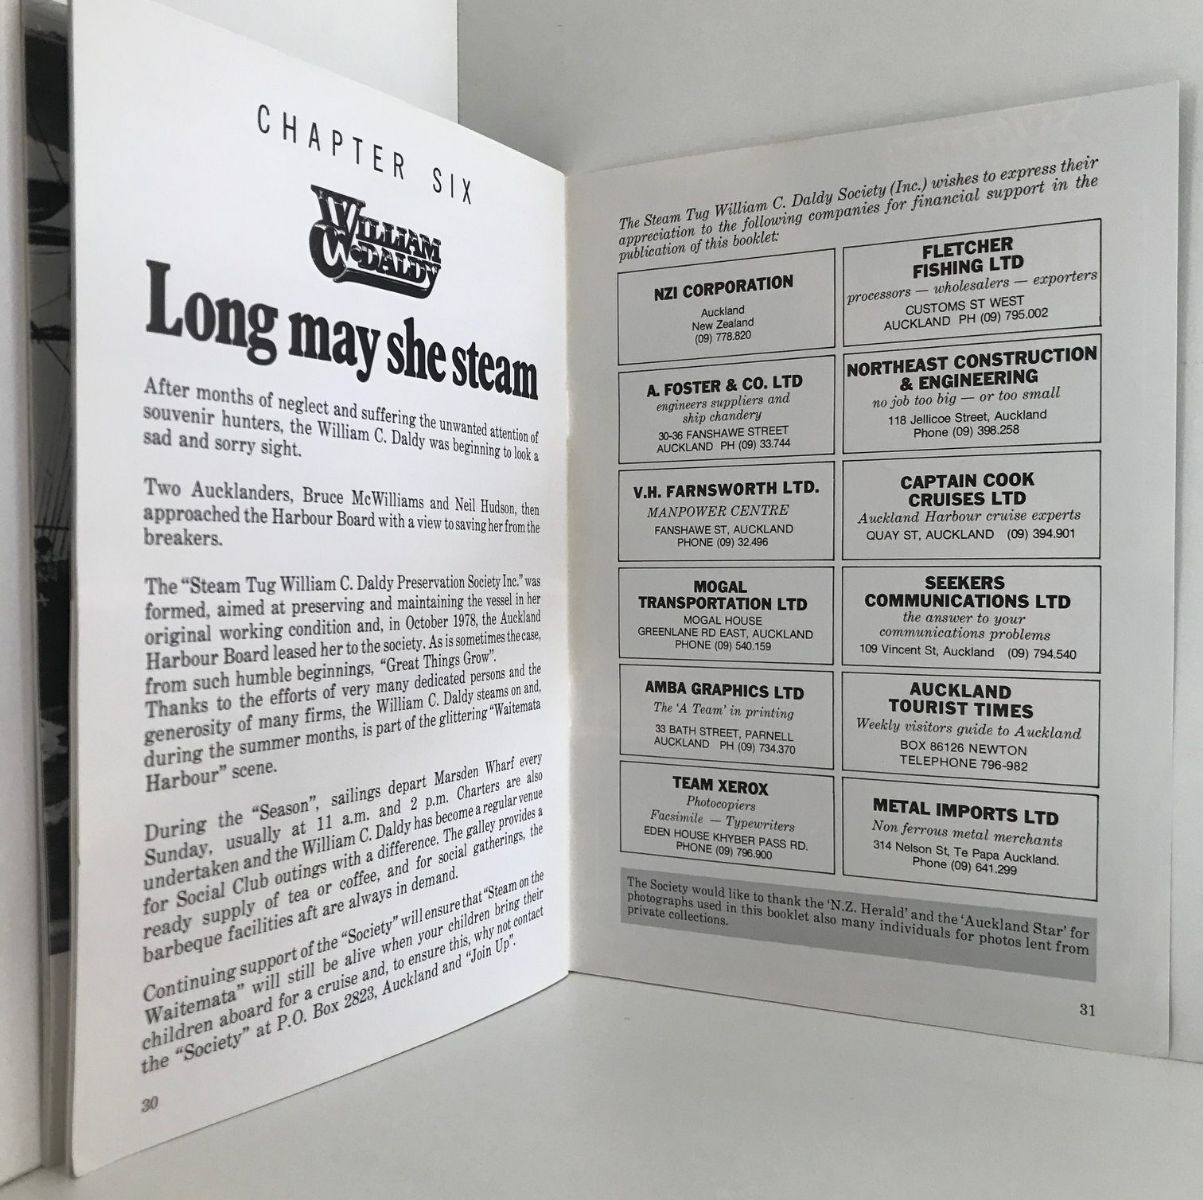 CHAPTER SIX
WILLIAM
C. DALDY
Long may she steam
After months of neglect and suffering the unwanted attention of
souvenir hunters, the William C. Daldy was beginning to look a
sad and sorry sight.
Two Aucklanders, Bruce McWilliams and Neil Hudson, then
approached the Harbour Board with a view to saving her from the
breakers.
The "Steam Tug William C. Daldy Preservation Society Inc." was
formed, aimed at preserving and maintaining the vessel in her
original working condition and, in October 1978, the Auckland
Harbour Board leased her to the society. As is sometimes the case,
from such humble beginnings, "Great Things Grow".
Thanks to the efforts of very many dedicated persons and the
generosity of many firms, the William C. Daldy steams on and,
during the summer months, is part of the glittering "Waitemata
Harbour" scene.
During the "Season", sailings depart Marsden Wharf every
Sunday, usually at 11 a.m. and 2 p.m. Charters are also
undertaken and the William C. Daldy has become a regular venue
for Social Club outings with a difference. The galley provides a
ready supply of tea or coffee, and for social gatherings, the
barbeque facilities aft are always in demand.
Continuing support of the "Society" will ensure that "Steam on the
Waitemata" will still be alive when your children bring their
children aboard for a cruise and, to ensure this, why not contact
the "Society" at P.O. Box 2823, Auckland and "Join Up".
30
The Steam Tug William C. Daldy Society (Inc.) wishes to express their
appreciation to the following companies for financial support in the
publication of this booklet:
NZI CORPORATION
Auckland
New Zealand
(09) 778.820
FLETCHER
FISHING LTD
processors — wholesalers — exporters
CUSTOMS ST WEST
AUCKLAND PH (09) 795.002
A. FOSTER & CO. LTD
engineers suppliers and
ship chandery
30-36 FANSHAWE STREET
AUCKLAND PH (09) 33.744
NORTHEAST CONSTRUCTION
& ENGINEERING
no job too big — or too small
118 Jellicoe Street, Auckland
Phone (09) 398.258
V.H. FARNSWORTH LTD.
MANPOWER CENTRE
FANSHAWE ST, AUCKLAND
PHONE (09) 32.496
CAPTAIN COOK
CRUISES LTD
Auckland Harbour cruise experts
QUAY ST, AUCKLAND (09) 394.901
MOGAL
TRANSPORTATION LTD
MOGAL HOUSE
GREENLANE RD EAST, AUCKLAND
PHONE (09) 540.159
SEEKERS
COMMUNICATIONS LTD
the answer to your
communications problems
109 Vincent St, Auckland (09) 794.540
AMBA GRAPHICS LTD
The 'A Team' in printing
33 BATH STREET, PARNELL
AUCKLAND PH (09) 734.370
AUCKLAND
TOURIST TIMES
Weekly visitors guide to Auckland
BOX 86126 NEWTON
TELEPHONE 796-982
TEAM XEROX
Photocopiers
Facsimile — Typewriters
EDEN HOUSE KHYBER PASS RD.
PHONE (09) 796.900
METAL IMPORTS LTD
Non ferrous metal merchants
314 Nelson St, Te Papa Auckland.
Phone (09) 641.299
The Society would like to thank the 'N.Z. Herald' and the 'Auckland Star' for
photographs used in this booklet also many individuals for photos lent from
private collections.
31